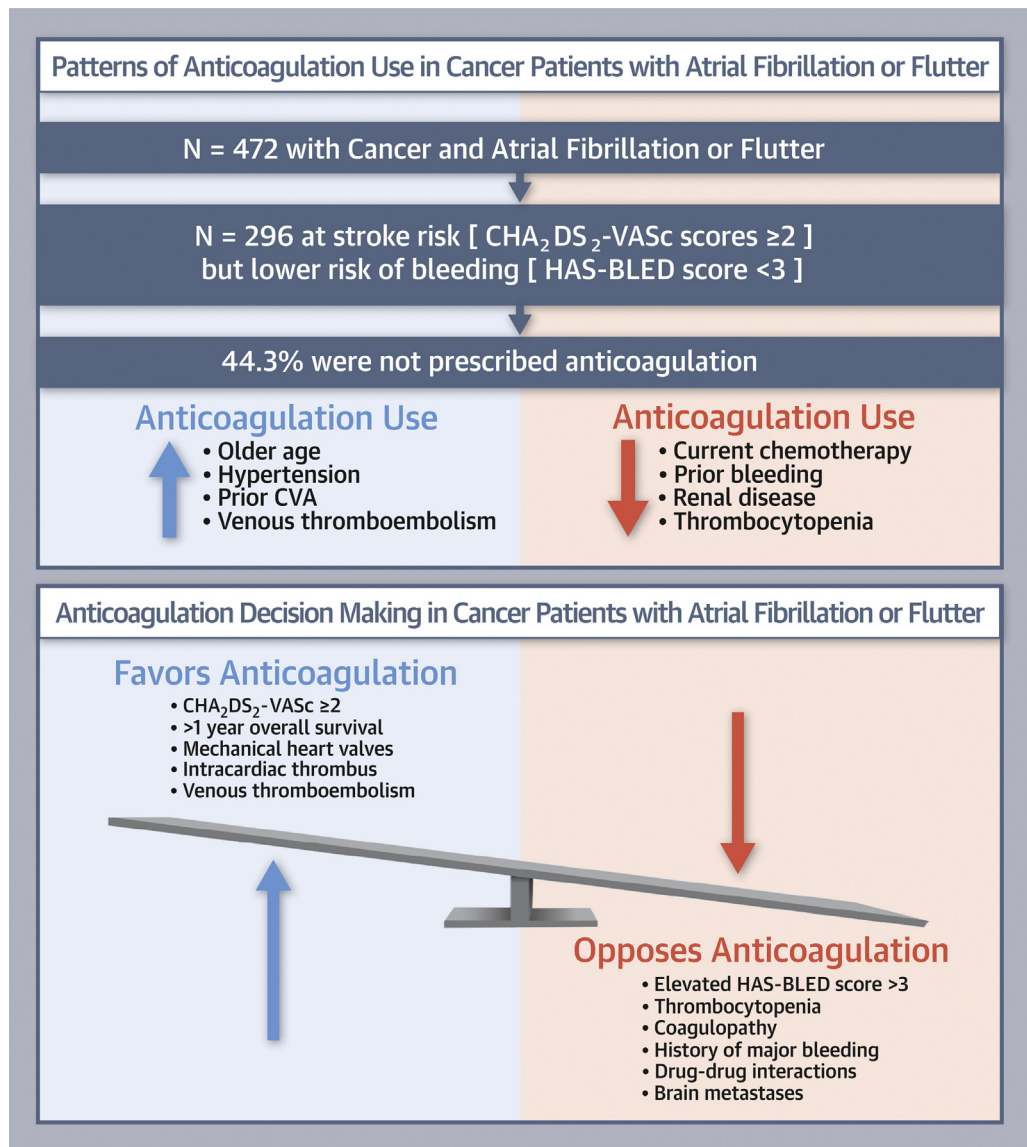 Patterns of Anticoagulation Use in Cancer Patients with Atrial Fibrillation or Flutter
N = 472 with Cancer and Atrial Fibrillation or Flutter
N = 296 at stroke risk [ CHA₂DS₂-VASc scores ≥2 ]
but lower risk of bleeding [ HAS-BLED score <3 ]
44.3% were not prescribed anticoagulation
Anticoagulation Use
• Older age
• Hypertension
• Prior CVA
• Venous thromboembolism
Anticoagulation Use
• Current chemotherapy
• Prior bleeding
• Renal disease
• Thrombocytopenia
Anticoagulation Decision Making in Cancer Patients with Atrial Fibrillation or Flutter
Favors Anticoagulation
• CHA₂DS₂-VASc ≥2
• >1 year overall survival
• Mechanical heart valves
• Intracardiac thrombus
• Venous thromboembolism
Opposes Anticoagulation
• Elevated HAS-BLED score >3
• Thrombocytopenia
• Coagulopathy
• History of major bleeding
• Drug-drug interactions
• Brain metastases